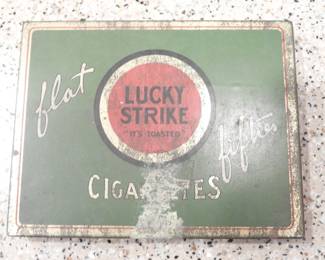 flat
LUCKY
STRIKE
"IT'S TOASTED"
fifties
CIGARETTES